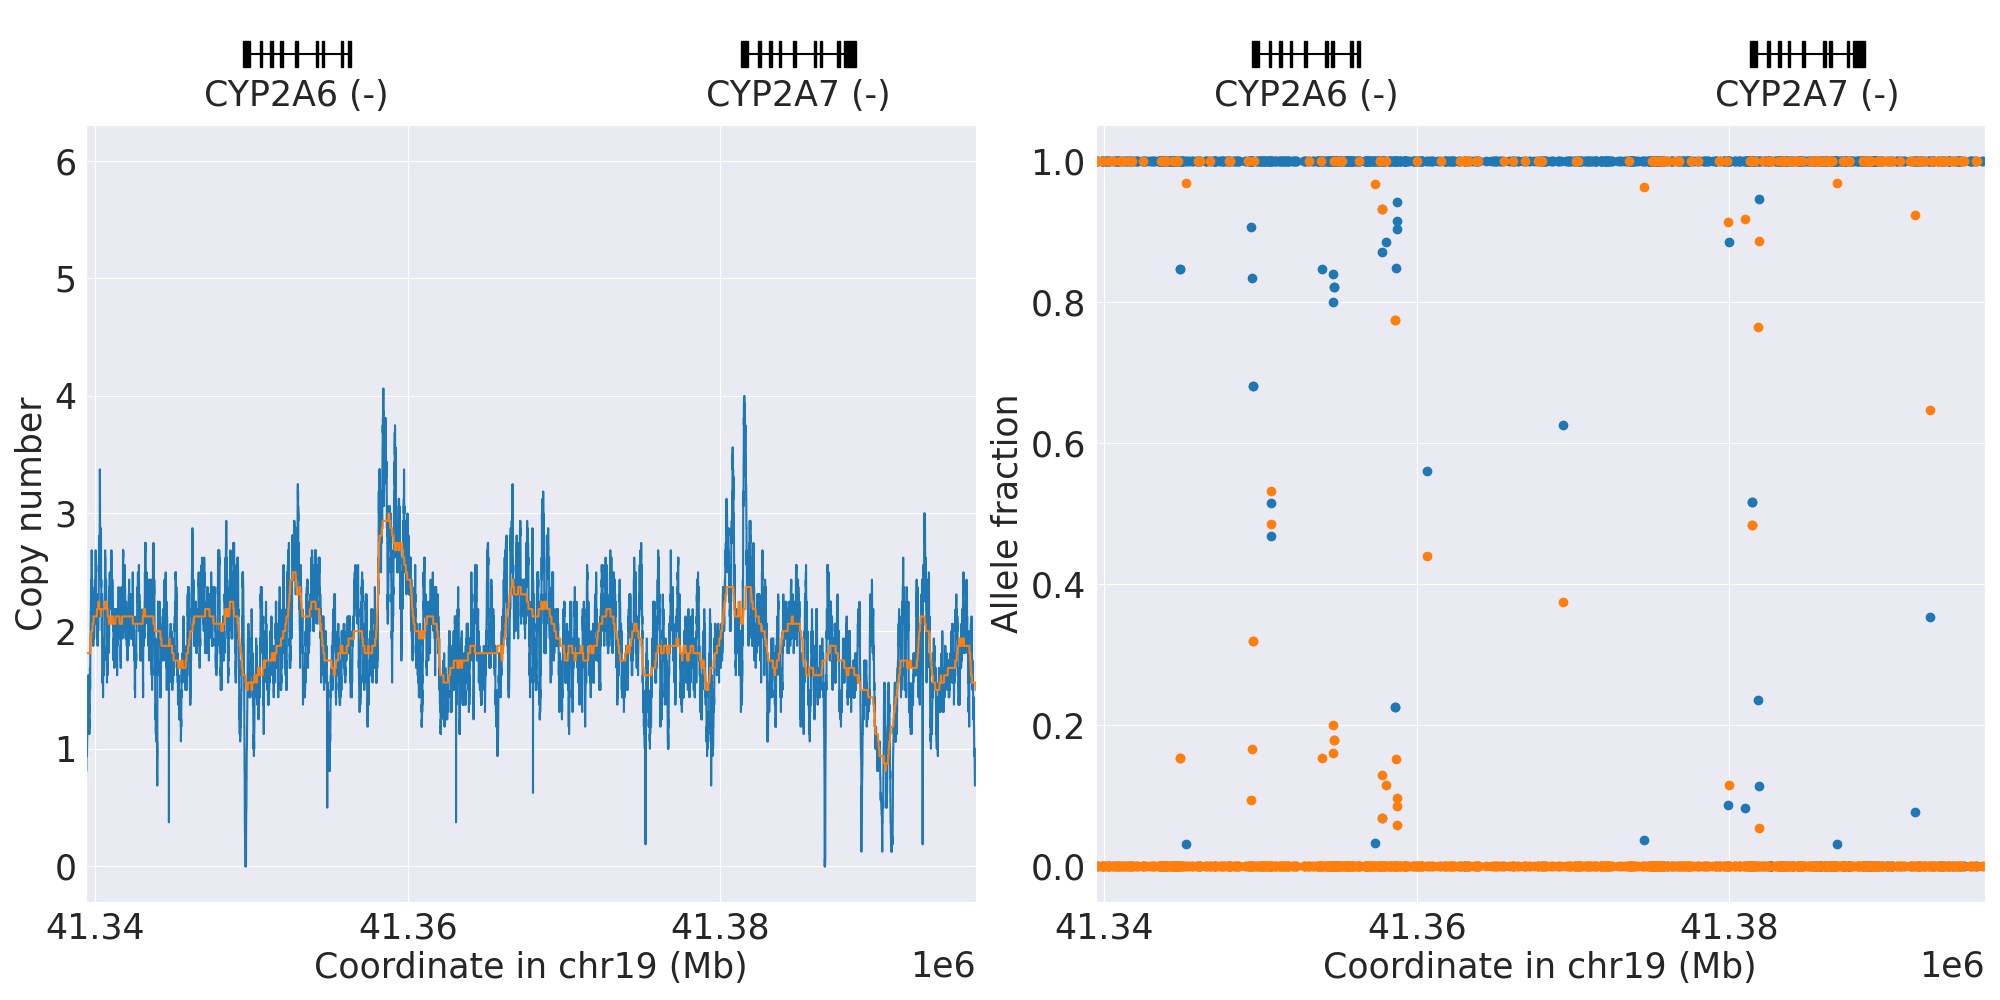 CYP2A6 (-)
CYP2A7 (-)
CYP2A6 (-)
CYP2A7 (-)
Copy number
6
5
4
3
2
1
0
41.34
41.36
41.38
Coordinate in chr19 (Mb)
1e6
Allele fraction
1.0
0.8
0.6
0.4
0.2
0.0
41.34
41.36
41.38
Coordinate in chr19 (Mb)
1e6